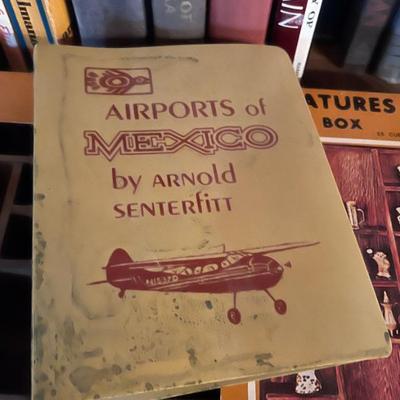 AIRPORTS of
MEXICO
by ARNOLD
SENTERFITT
ATURES
BOX